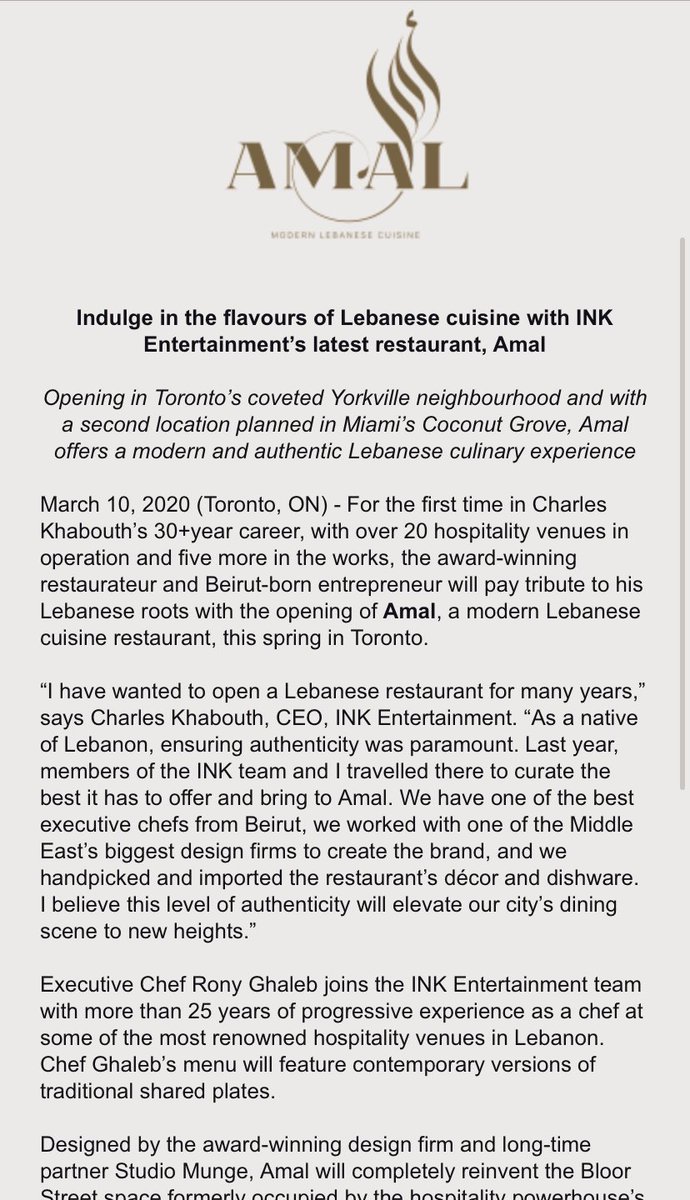 AMAL
MODERN LEBANESE CUISINE
Indulge in the flavours of Lebanese cuisine with INK
Entertainment’s latest restaurant, Amal
Opening in Toronto’s coveted Yorkville neighbourhood and with
a second location planned in Miami’s Coconut Grove, Amal
offers a modern and authentic Lebanese culinary experience
March 10, 2020 (Toronto, ON) - For the first time in Charles
Khabouth’s 30+year career, with over 20 hospitality venues in
operation and five more in the works, the award-winning
restaurateur and Beirut-born entrepreneur will pay tribute to his
Lebanese roots with the opening of Amal, a modern Lebanese
cuisine restaurant, this spring in Toronto.
“I have wanted to open a Lebanese restaurant for many years,”
says Charles Khabouth, CEO, INK Entertainment. “As a native
of Lebanon, ensuring authenticity was paramount. Last year,
members of the INK team and I travelled there to curate the
best it has to offer and bring to Amal. We have one of the best
executive chefs from Beirut, we worked with one of the Middle
East’s biggest design firms to create the brand, and we
handpicked and imported the restaurant’s décor and dishware.
I believe this level of authenticity will elevate our city’s dining
scene to new heights.”
Executive Chef Rony Ghaleb joins the INK Entertainment team
with more than 25 years of progressive experience as a chef at
some of the most renowned hospitality venues in Lebanon.
Chef Ghaleb’s menu will feature contemporary versions of
traditional shared plates.
Designed by the award-winning design firm and long-time
partner Studio Munge, Amal will completely reinvent the Bloor
Street space formerly occupied by the hospitality powerhouse’s